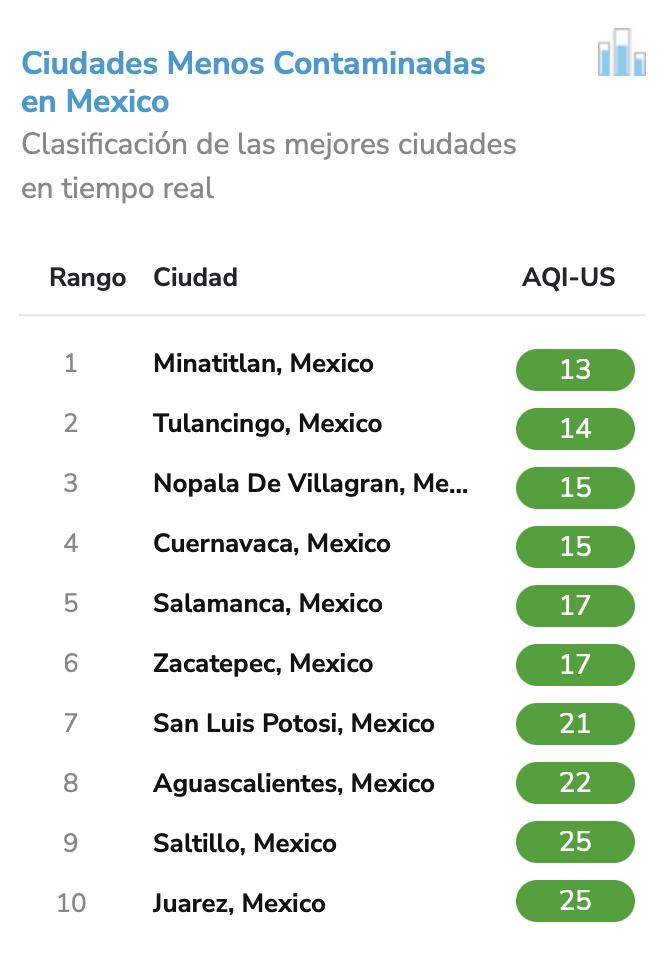 Ciudades Menos Contaminadas
en Mexico
Clasificación de las mejores ciudades
en tiempo real
Rango Ciudad AQI-US
1 Minatitlan, Mexico 13
2 Tulancingo, Mexico 14
3 Nopala De Villagran, Me... 15
4 Cuernavaca, Mexico 15
5 Salamanca, Mexico 17
6 Zacatepec, Mexico 17
7 San Luis Potosi, Mexico 21
8 Aguascalientes, Mexico 22
9 Saltillo, Mexico 25
10 Juarez, Mexico 25